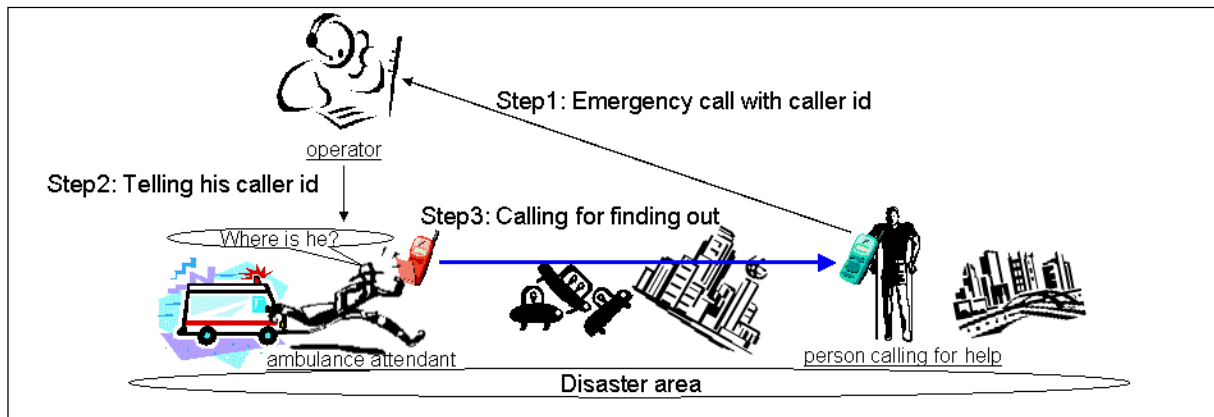 Step1: Emergency call with caller id
operator
Step2: Telling his caller id
Step3: Calling for finding out
Where is he?
ambulance attendant
person calling for help
Disaster area